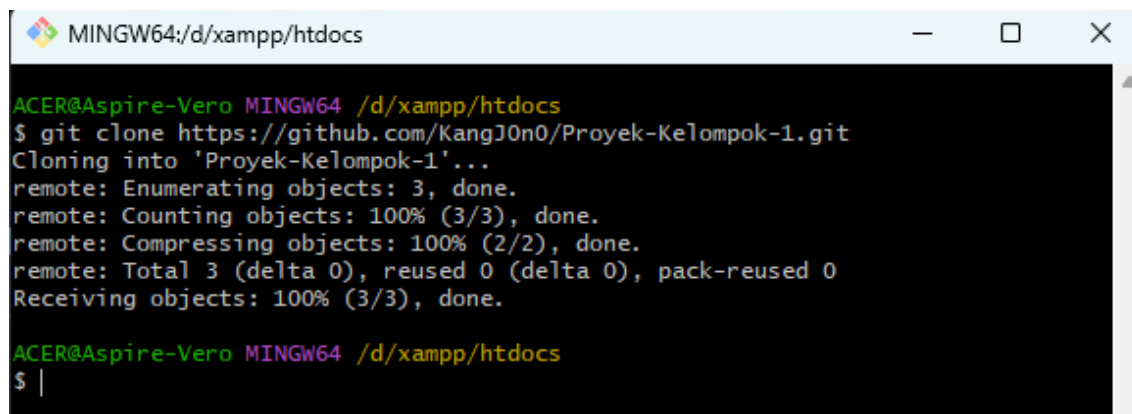 MINGW64:/d/xampp/htdocs
ACER@Aspire-Vero MINGW64 /d/xampp/htdocs
$ git clone https://github.com/KangJ0n0/Proyek-Kelompok-1.git
Cloning into 'Proyek-Kelompok-1'...
remote: Enumerating objects: 3, done.
remote: Counting objects: 100% (3/3), done.
remote: Compressing objects: 100% (2/2), done.
remote: Total 3 (delta 0), reused 0 (delta 0), pack-reused 0
Receiving objects: 100% (3/3), done.
ACER@Aspire-Vero MINGW64 /d/xampp/htdocs
$